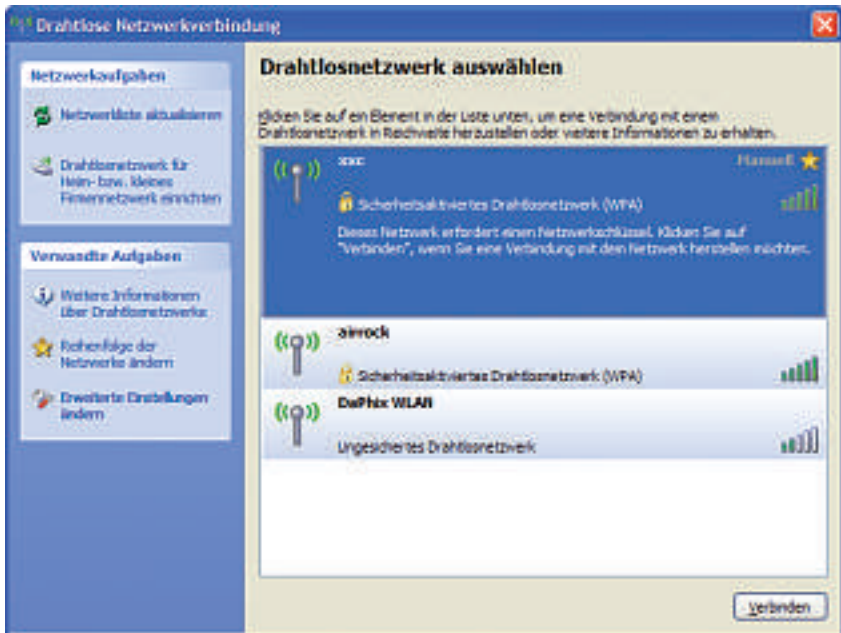 Drahtlose Netzwerkverbindung
Netzwerkaufgaben
Netzwerkliste aktualisieren
Drahtlosnetzwerk für
Heim- bzw. kleines
Firmennetzwerk einrichten
Verwandte Aufgaben
Weitere Informationen
über Drahtlosnetzwerke
Reihenfolge der
Netzwerke ändern
Erweiterte Einstellungen
ändern
Drahtlosnetzwerk auswählen
Klicken Sie auf ein Element in der Liste unten, um eine Verbindung mit einem
Drahtlosnetzwerk in Reichweite herzustellen oder weitere Informationen zu erhalten.
Manuell
Sicherheitsaktiviertes Drahtlosnetzwerk (WPA)
Dieses Netzwerk erfordert einen Netzwerkschlüssel. Klicken Sie auf
"Verbinden", wenn Sie eine Verbindung mit dem Netzwerk herstellen möchten.
airrock
Sicherheitsaktiviertes Drahtlosnetzwerk (WPA)
DaPhix WLAN
Ungesichertes Drahtlosnetzwerk
Verbinden